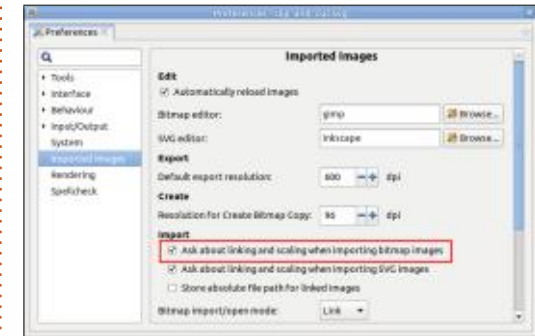 Preferences
Imported Images
Tools
Interface
Behaviour
Input/Output
System
Imported Images
Rendering
Spellcheck
Edit
Automatically reload images
Bitmap editor: gimp Browse...
SVG editor: inkscape Browse...
Export
Default export resolution: 600 - + dpi
Create
Resolution for Create Bitmap Copy: 96 - + dpi
Import
Ask about linking and scaling when importing bitmap images
Ask about linking and scaling when importing SVG images
Store absolute file path for linked images
Bitmap import/open mode: Link